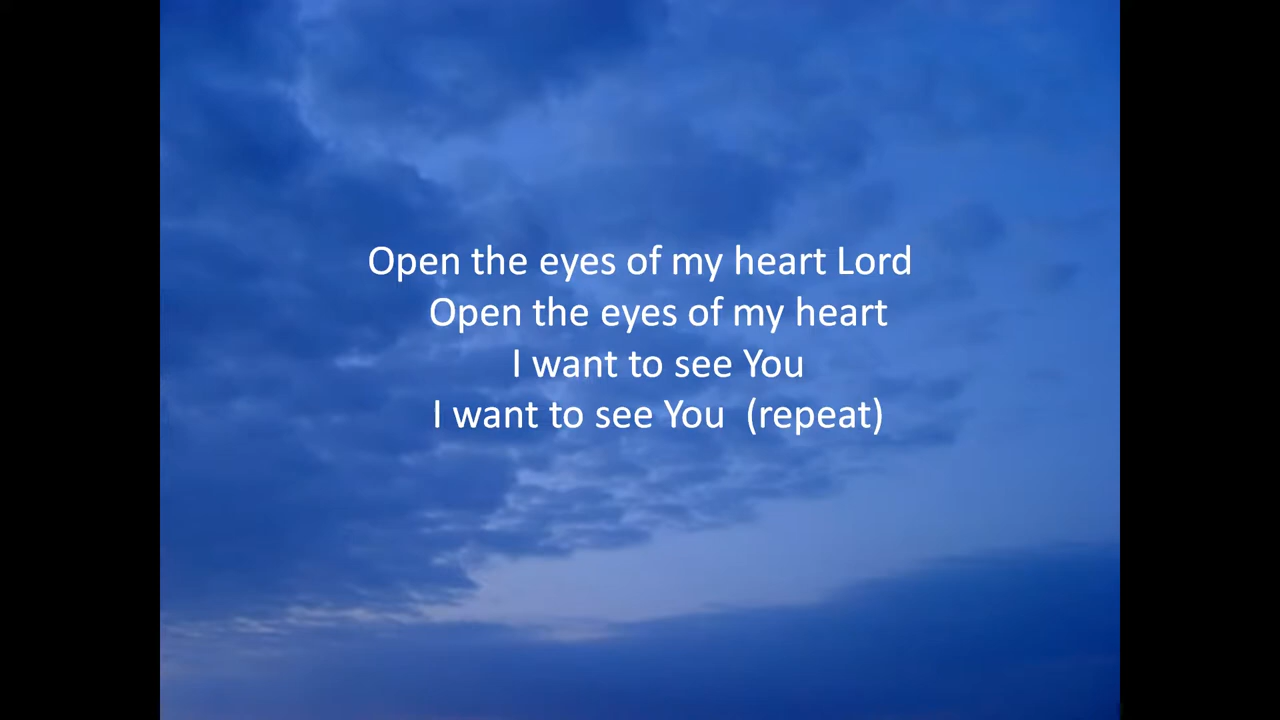 Open the eyes of my heart Lord
Open the eyes of my heart
I want to see You
I want to see You  (repeat)